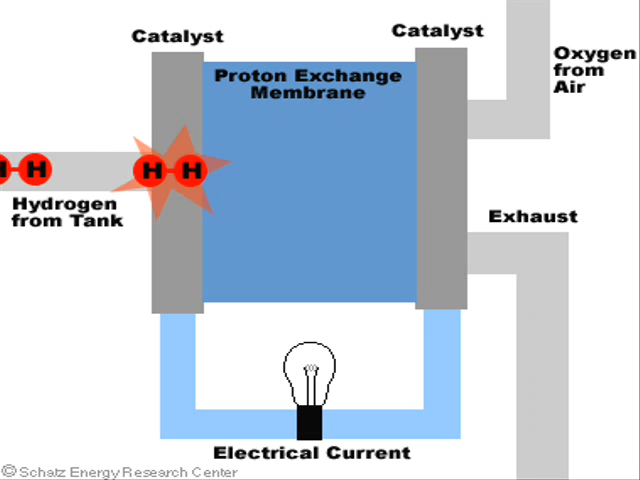 Catalyst
Catalyst
Proton Exchange
Membrane
Oxygen
from
Air
H H
H H
Hydrogen
from Tank
Exhaust
Electrical Current
© Schatz Energy Research Center